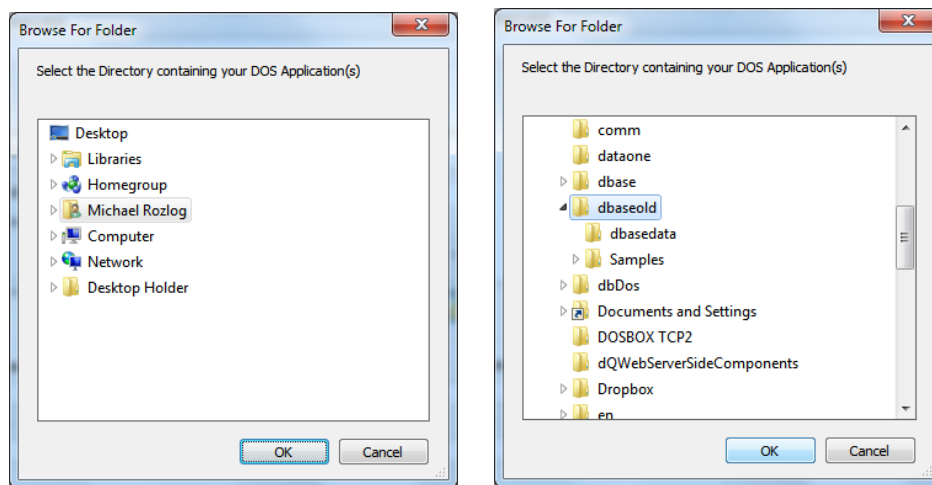 Browse For Folder
Select the Directory containing your DOS Application(s)
Desktop
Libraries
Homegroup
Michael Rozlog
Computer
Network
Desktop Holder
OK
Cancel
Browse For Folder
Select the Directory containing your DOS Application(s)
comm
dataone
dbase
dbaseold
dbasedata
Samples
dbDos
Documents and Settings
DOSBOX TCP2
dQWebServerSideComponents
Dropbox
en
OK
Cancel